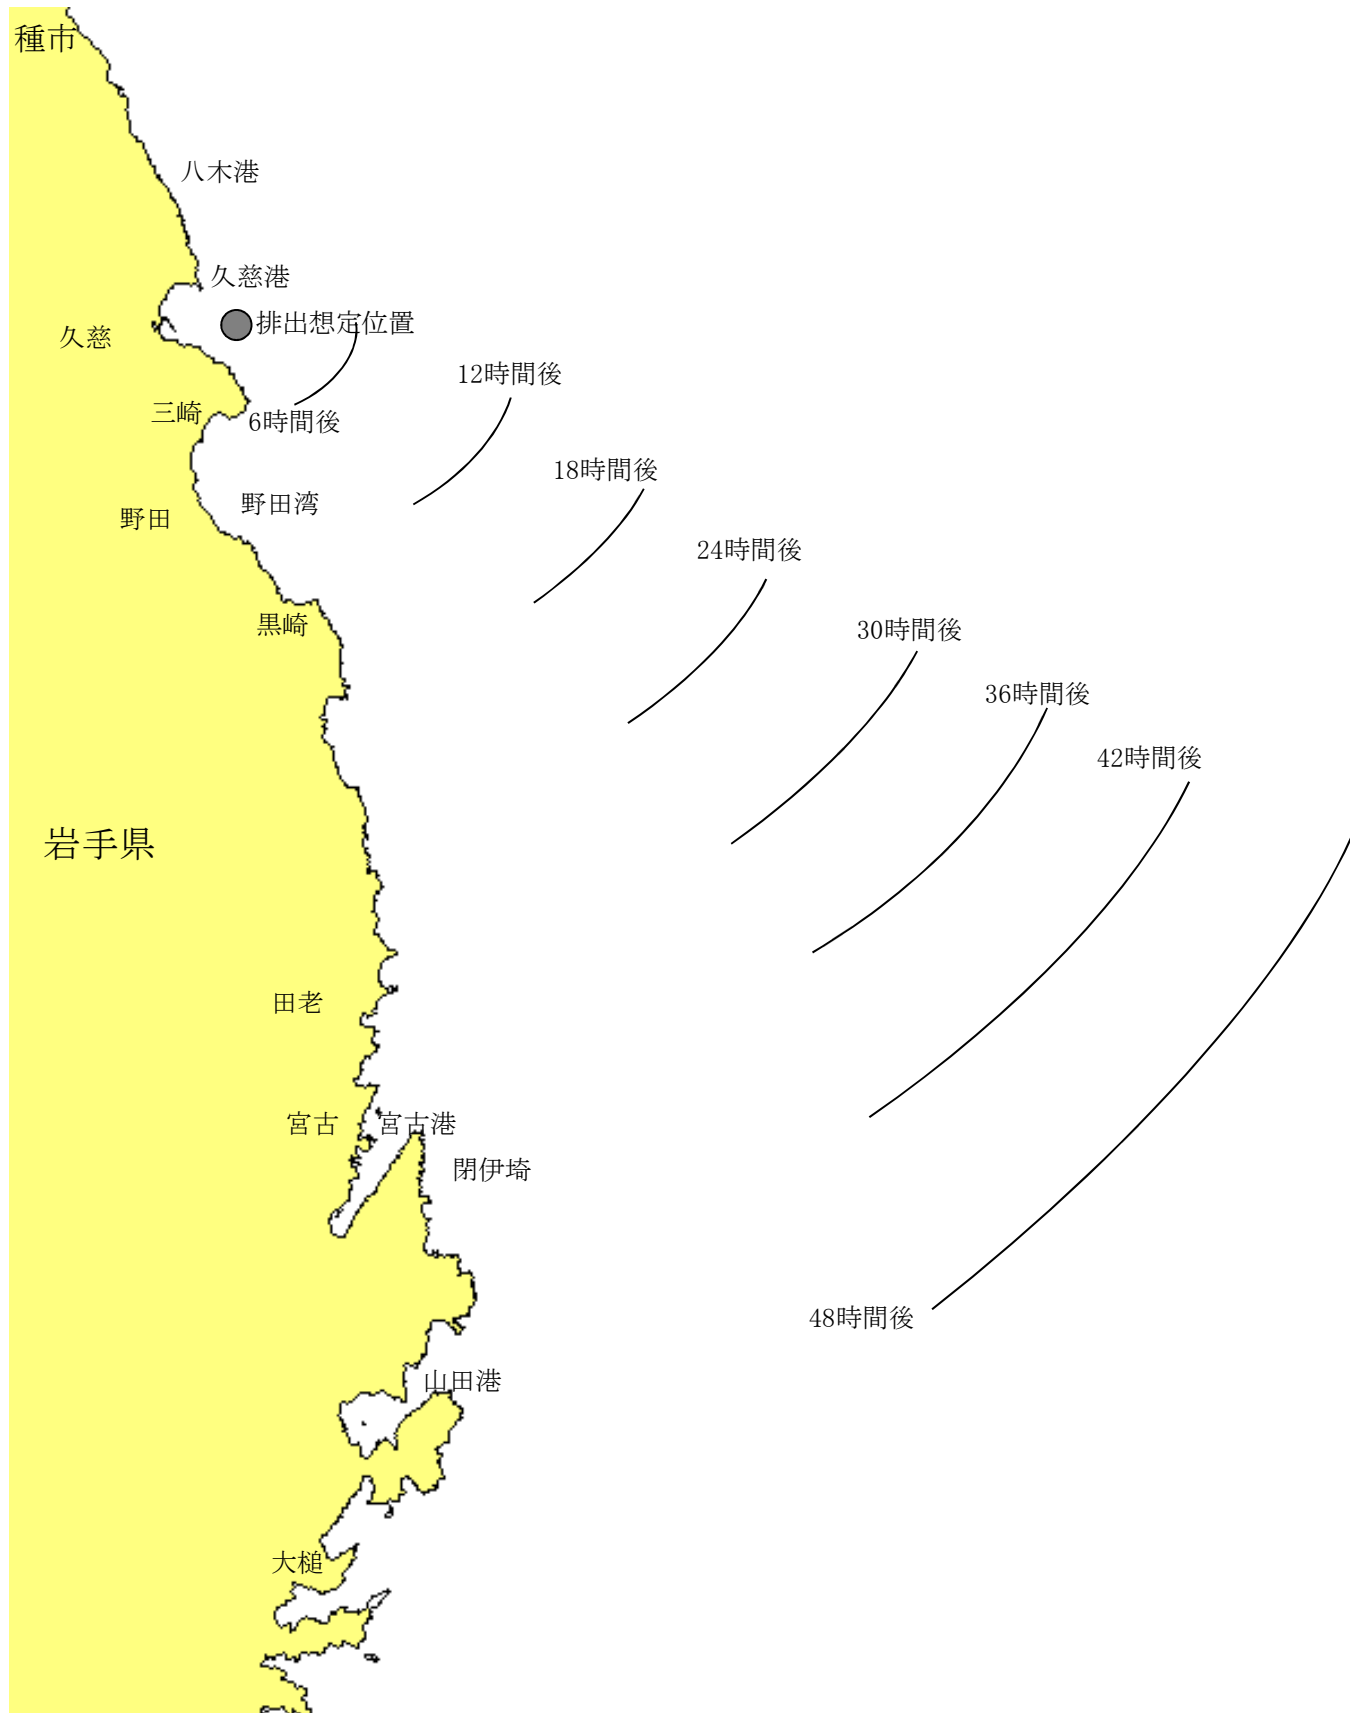 種市
八木港
久慈港
排出想定位置
久慈
12時間後
三崎
6時間後
18時間後
野田湾
野田
24時間後
黒崎
30時間後
36時間後
42時間後
岩手県
田老
宮古
宮古港
閉伊埼
48時間後
山田港
大槌